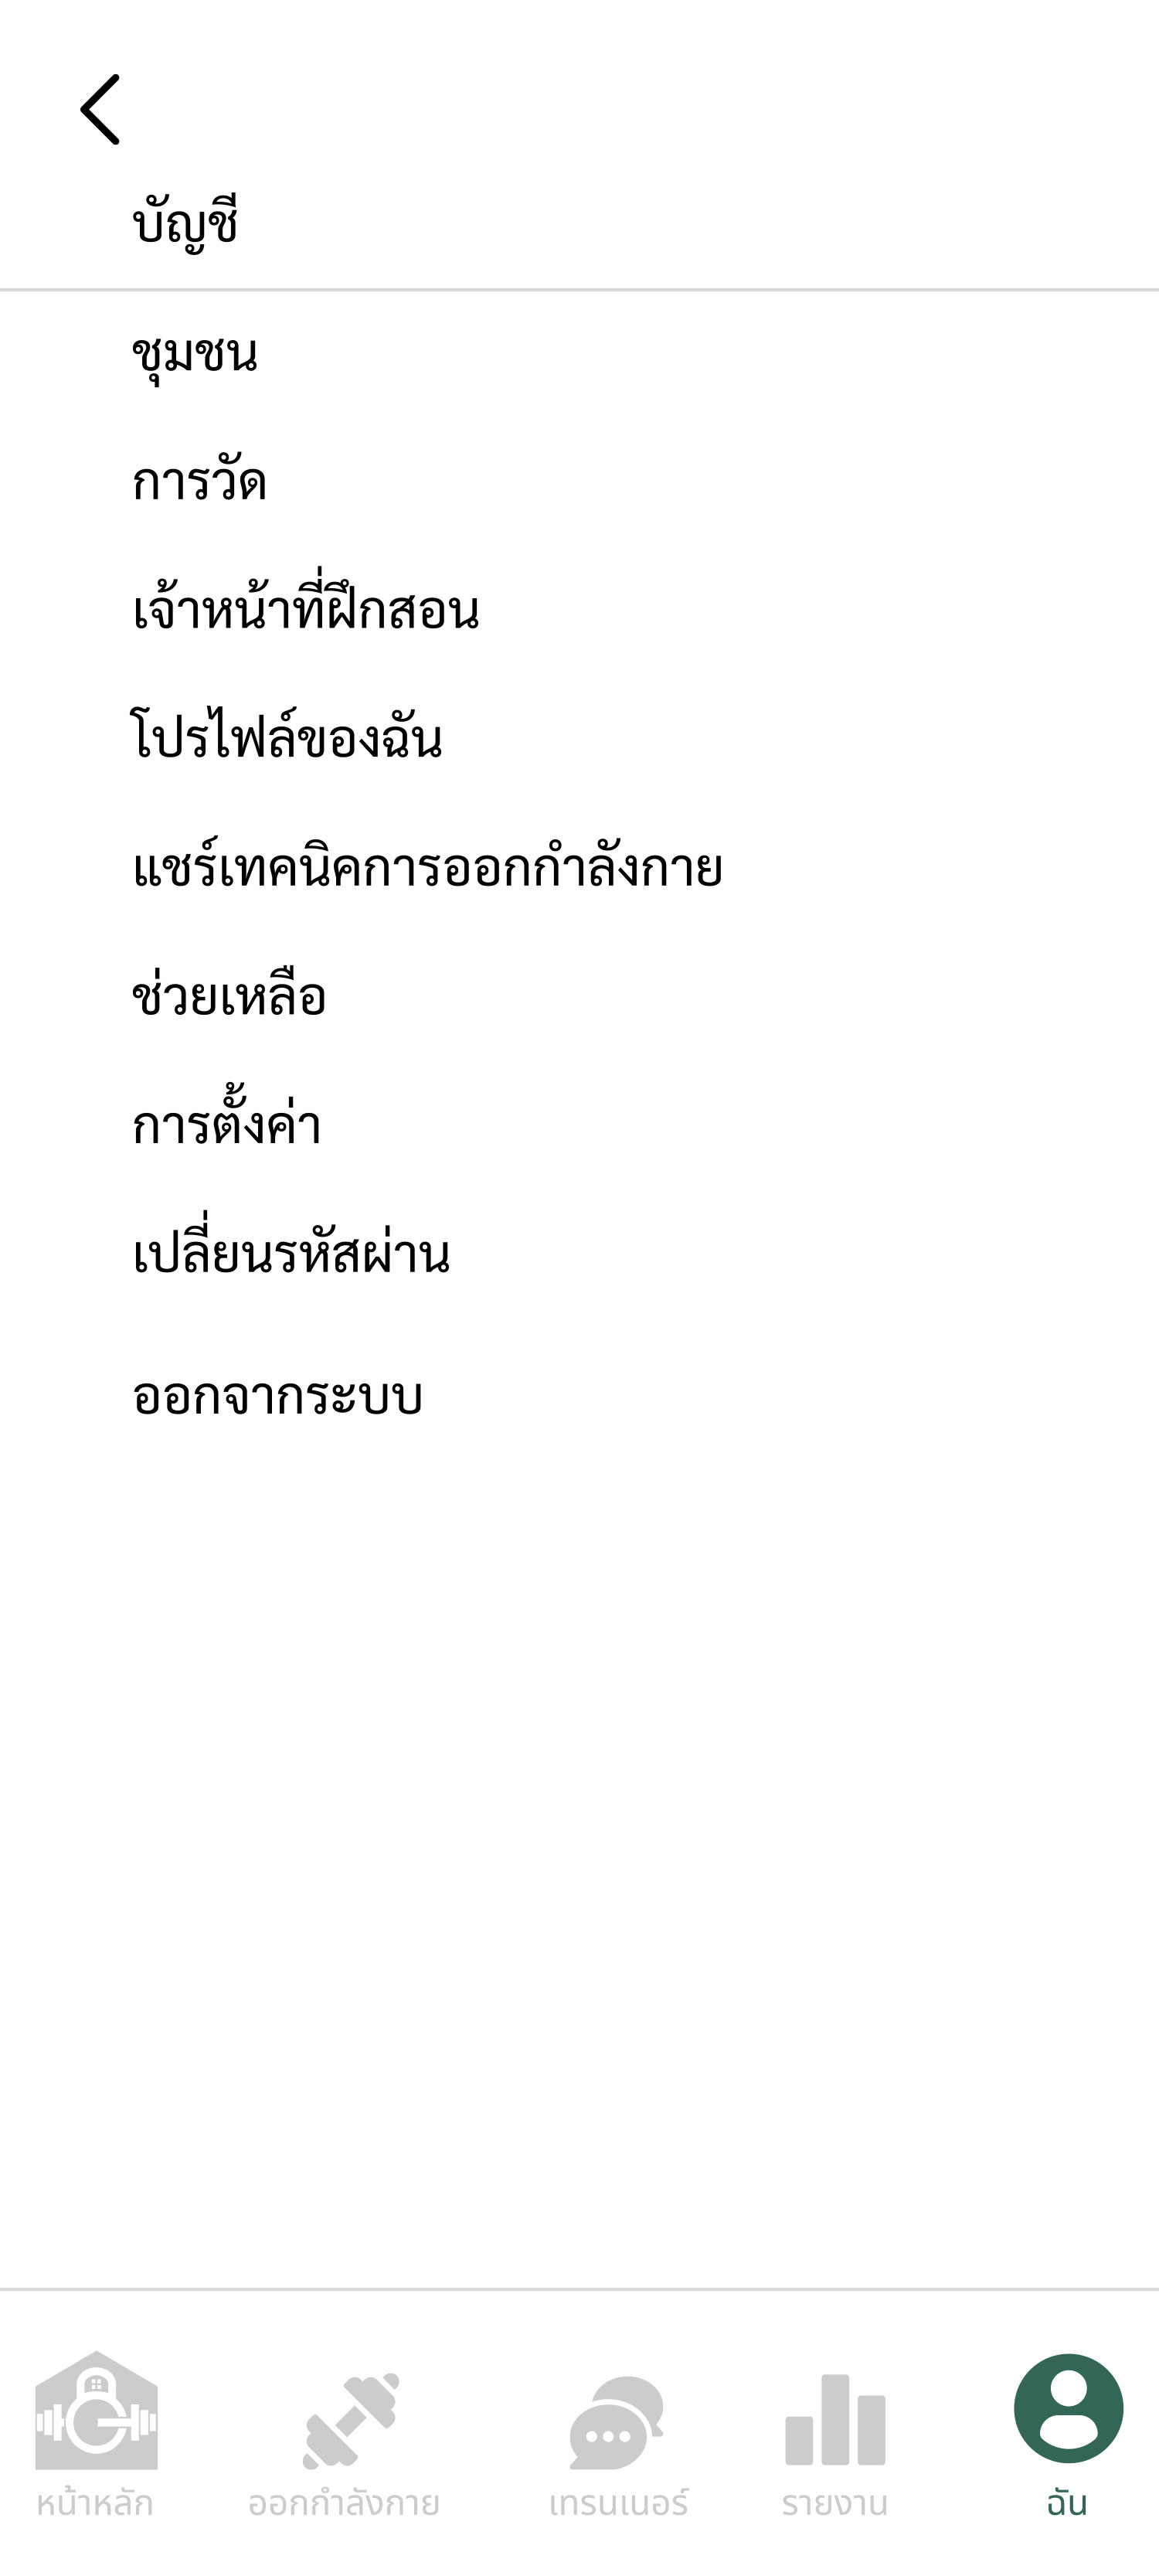 บัญชี
ชุมชน
การวัด
เจ้าหน้าที่ฝึกสอน
โปรไฟล์ของฉัน
แชร์เทคนิคการออกกำลังกาย
ช่วยเหลือ
การตั้งค่า
เปลี่ยนรหัสผ่าน
ออกจากระบบ
หน้าหลัก ออกกำลังกาย เทรนเนอร์ รายงาน ฉัน